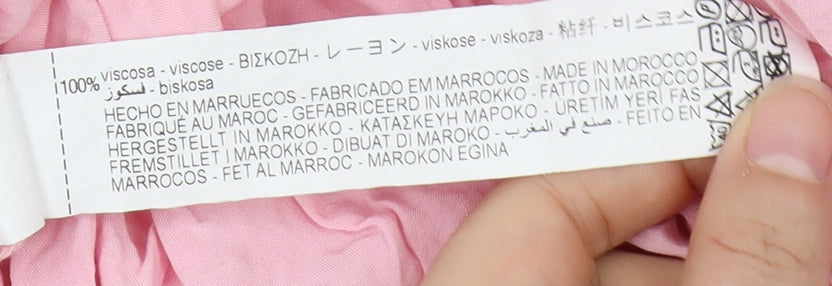 100% viscosa - viscose - ΒΙΣΚΟΖΗ - レーヨン - viskose - viskoza - 粘纤 - 비스코스
فسكوز - biskosa
HECHO EN MARRUECOS - FABRICADO EM MARROCOS - MADE IN MOROCCO
FABRIQUÉ AU MAROC - GEFABRICEERD IN MAROKKO - FATTO IN MAROCCO
HERGESTELLT IN MAROKKO - ΚΑΤΑΣΚΕΥΗ ΜΑΡΟΚΟ - ÜRETİM YERİ FAS
FREMSTILLET I MAROKKO - DIBUAT DI MAROKO - صنع في المغرب - FEITO EN
MARROCOS - FET AL MARROC - MAROKON EGINA